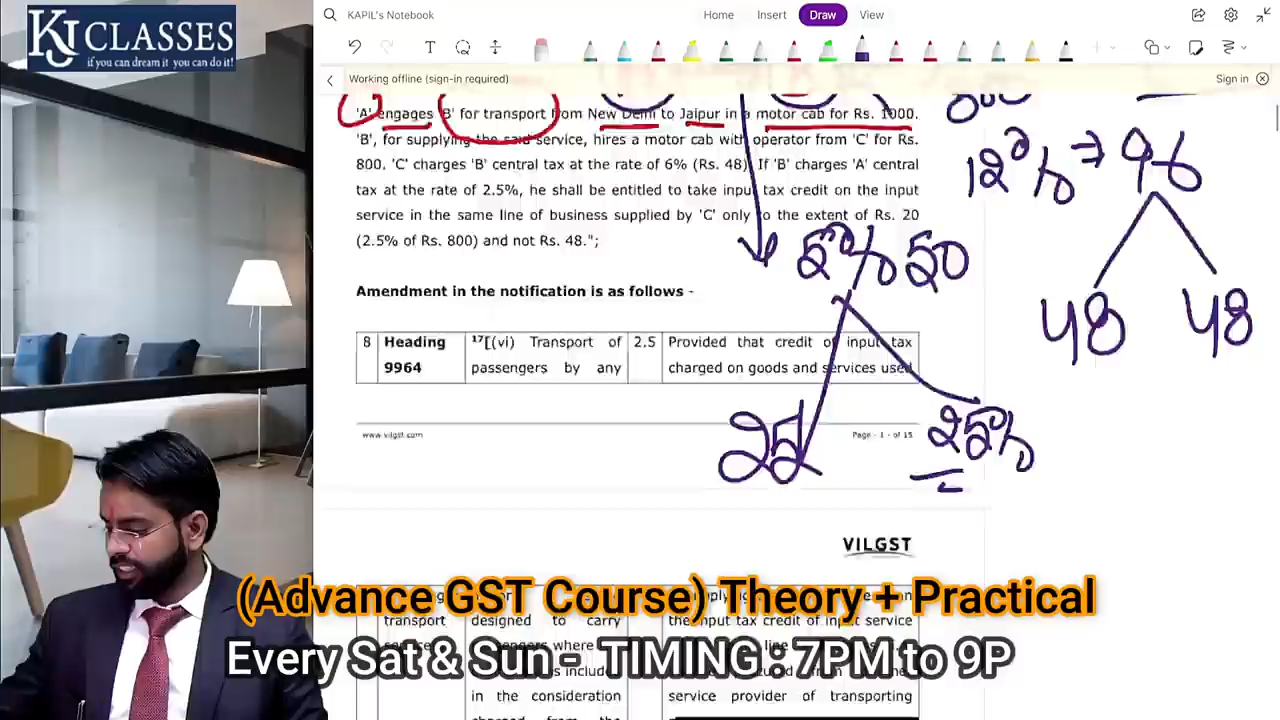 KJ CLASSES
if you can dream it you can do it!
KAPIL's Notebook
Home Insert Draw View
Working offline (sign-in required)
Sign in
'A' engages 'B' for transport from New Delhi to Jaipur in a motor cab for Rs. 1000.
'B', for supplying the said service, hires a motor cab with operator from 'C' for Rs.
800. 'C' charges 'B' central tax at the rate of 6% (Rs. 48). If 'B' charges 'A' central
tax at the rate of 2.5%, he shall be entitled to take input tax credit on the input
service in the same line of business supplied by 'C' only to the extent of Rs. 20
(2.5% of Rs. 800) and not Rs. 48.";
800
12% ⇒ 96
48 48
5% 50
25 25%
Amendment in the notification is as follows -
8 Heading 17[(vi) Transport of 2.5 Provided that credit of input tax
9964 passengers by any charged on goods and services used
www.vilgst.com Page - 1 - of 15
VILGST
(Advance GST Course) Theory + Practical
transport designed to carry the input tax credit of input service
Every Sat & Sun - TIMING : 7PM to 9P
in the consideration service provider of transporting